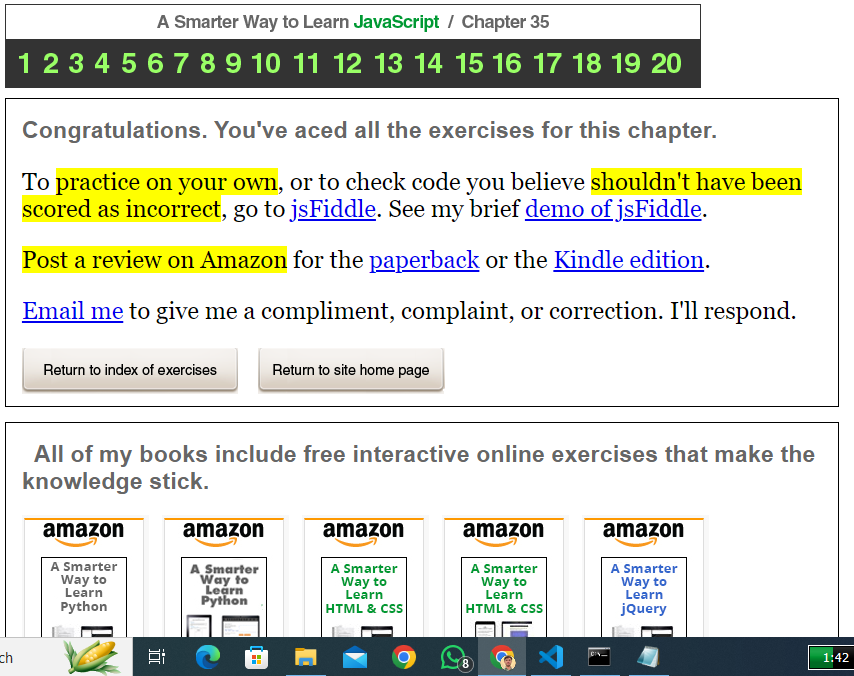 A Smarter Way to Learn JavaScript / Chapter 35
1 2 3 4 5 6 7 8 9 10 11 12 13 14 15 16 17 18 19 20
Congratulations. You've aced all the exercises for this chapter.
To practice on your own, or to check code you believe shouldn't have been
scored as incorrect, go to jsFiddle. See my brief demo of jsFiddle.
Post a review on Amazon for the paperback or the Kindle edition.
Email me to give me a compliment, complaint, or correction. I'll respond.
Return to index of exercises Return to site home page
All of my books include free interactive online exercises that make the
knowledge stick.
amazon amazon amazon amazon amazon
A Smarter A Smarter A Smarter A Smarter A Smarter
Way to Way to Way to Way to Way to
Learn Learn Learn Learn Learn
Python Python HTML & CSS HTML & CSS jQuery
ch 8 1:42